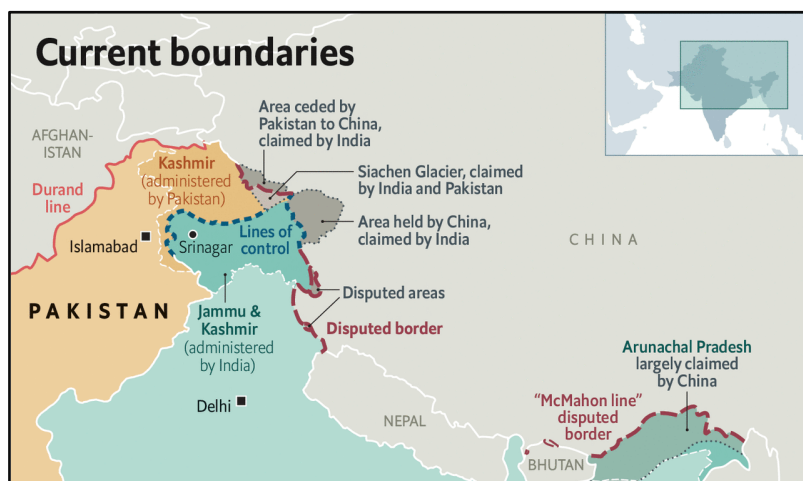 Current boundaries
Area ceded by
Pakistan to China,
claimed by India
AFGHAN-
ISTAN
Kashmir
(administered
by Pakistan)
Siachen Glacier, claimed
by India and Pakistan
Durand
line
Area held by China,
claimed by India
Lines of
control
Islamabad
Srinagar
CHINA
Disputed areas
PAKISTAN
Jammu &
Kashmir
(administered
by India)
Disputed border
Arunachal Pradesh
largely claimed
by China
Delhi
"McMahon line"
disputed
border
NEPAL
BHUTAN